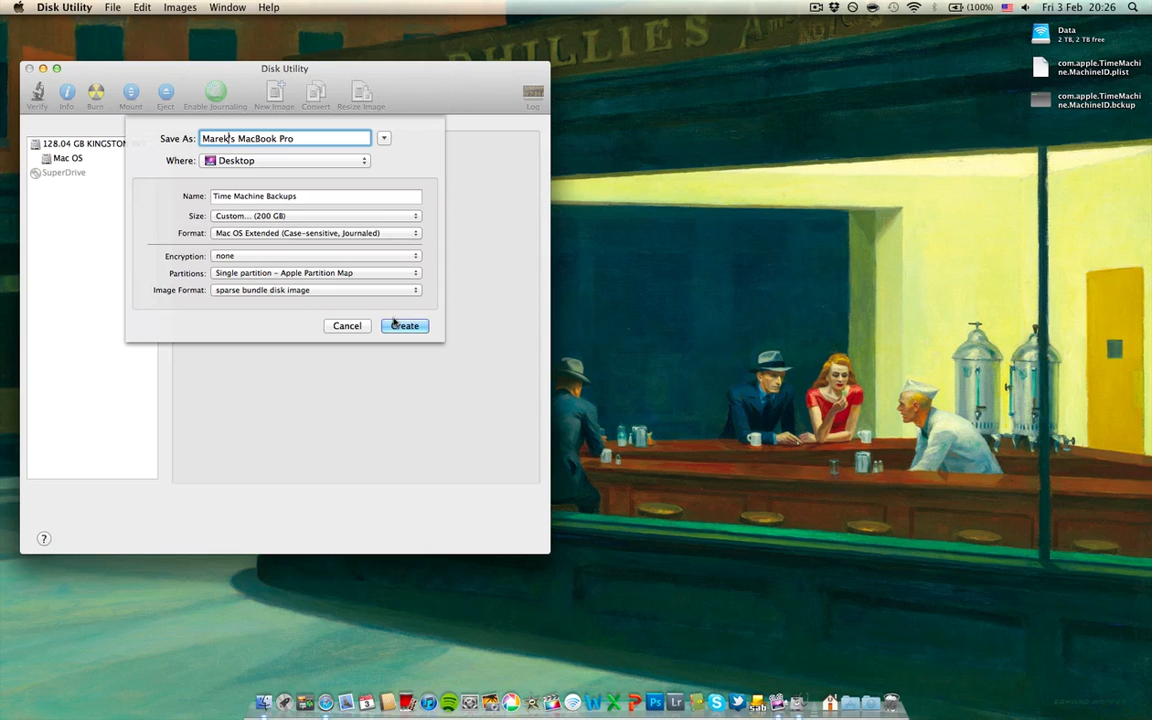 Disk Utility File Edit Images Window Help
(100%) Fri 3 Feb 20:26
Data
2 TB, 2 TB free
com.apple.TimeMachi
ne.MachineID.plist
com.apple.TimeMachi
ne.MachineID.bckup
PHILLIES
Disk Utility
Verify Info Burn Mount Eject Enable Journaling New Image Convert Resize Image Log
128.04 GB KINGSTON
Mac OS
SuperDrive
Save As: Marek's MacBook Pro
Where: Desktop
Name: Time Machine Backups
Size: Custom... (200 GB)
Format: Mac OS Extended (Case-sensitive, Journaled)
Encryption: none
Partitions: Single partition - Apple Partition Map
Image Format: sparse bundle disk image
Cancel Create
?